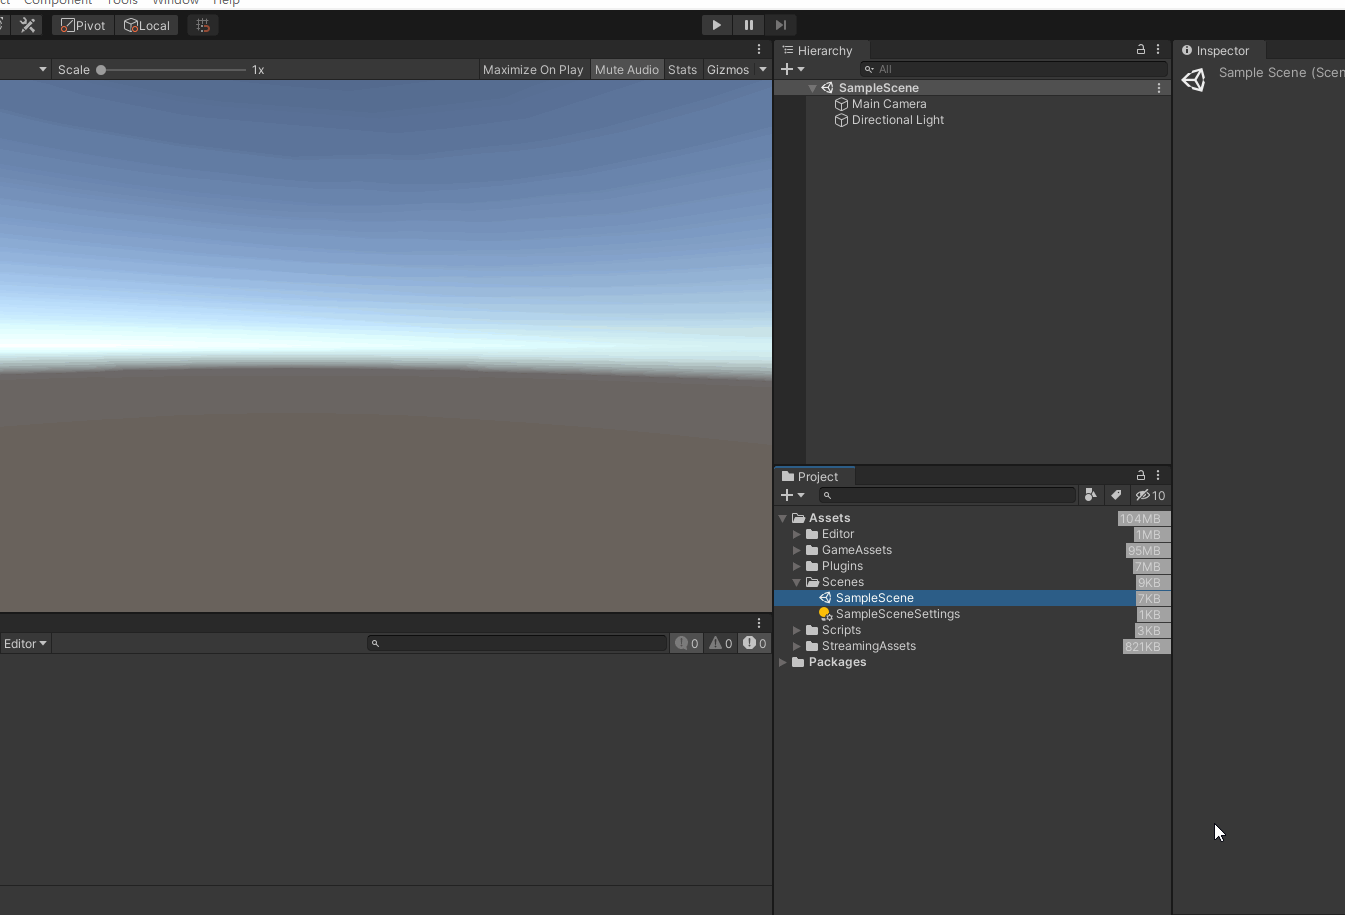 ct Component Tools Window Help
Pivot Local
Scale 1x Maximize On Play Mute Audio Stats Gizmos
Hierarchy
All
SampleScene
Main Camera
Directional Light
Inspector
Sample Scene (Scen
Project
10
Assets 104MB
Editor 1MB
GameAssets 95MB
Plugins 7MB
Scenes 9KB
SampleScene 7KB
SampleSceneSettings 1KB
Scripts 3KB
StreamingAssets 821KB
Packages
Editor 0 0 0